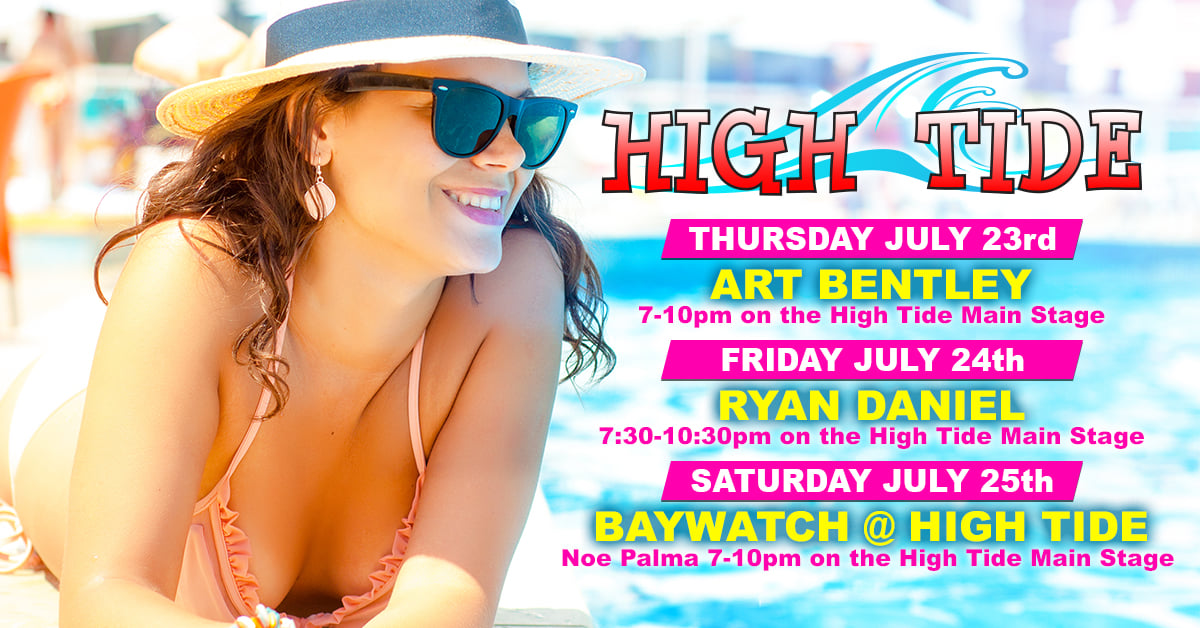 HIGH TIDE
THURSDAY JULY 23rd
ART BENTLEY
7-10pm on the High Tide Main Stage
FRIDAY JULY 24th
RYAN DANIEL
7:30-10:30pm on the High Tide Main Stage
SATURDAY JULY 25th
BAYWATCH @ HIGH TIDE
Noe Palma 7-10pm on the High Tide Main Stage